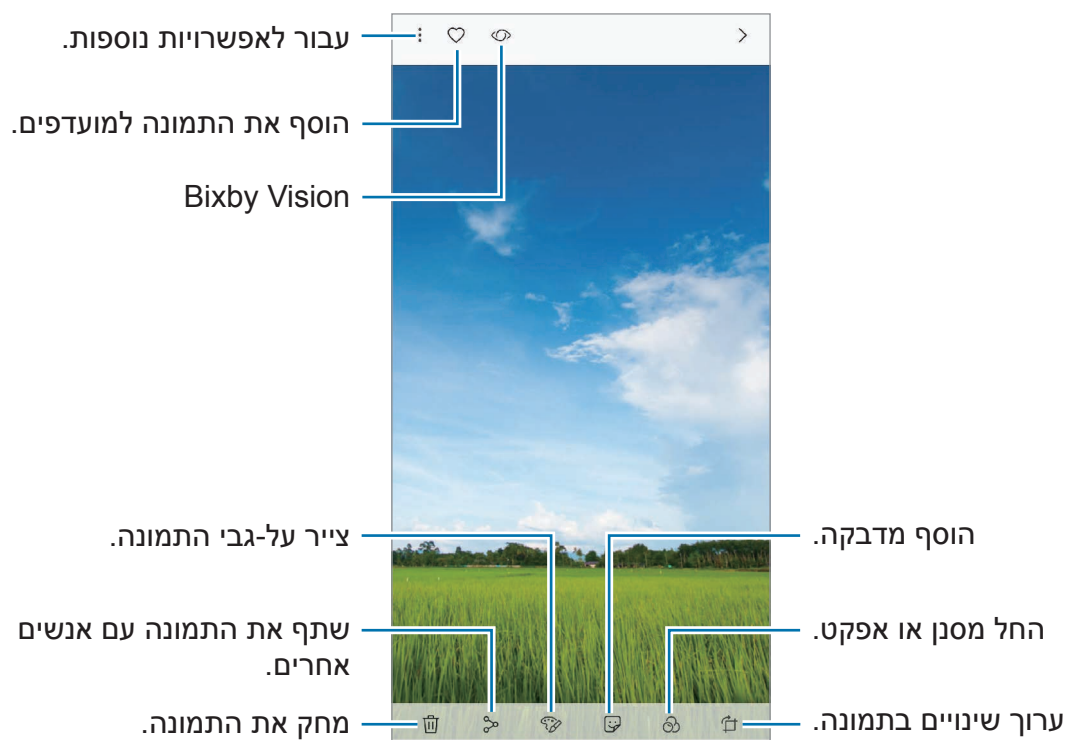 עבור לאפשרויות נוספות.
הוסף את התמונה למועדפים.
Bixby Vision
צייר על-גבי התמונה.
הוסף מדבקה.
שתף את התמונה עם אנשים
אחרים.
החל מסנן או אפקט.
מחק את התמונה.
ערוך שינויים בתמונה.